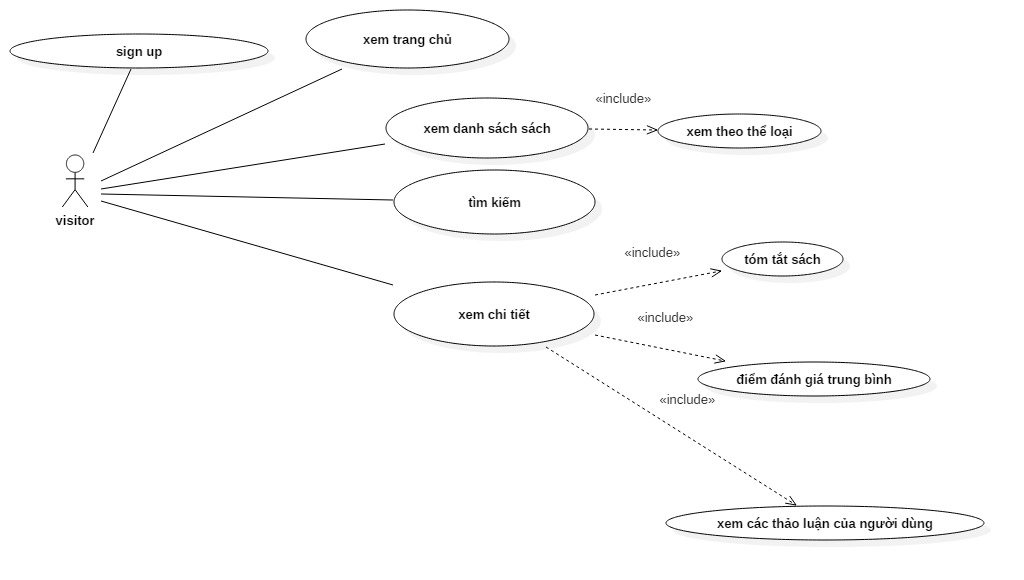 sign up
xem trang chủ
«include»
xem danh sách sách
xem theo thể loại
visitor
tìm kiếm
«include»
tóm tắt sách
xem chi tiết
«include»
điểm đánh giá trung bình
«include»
xem các thảo luận của người dùng